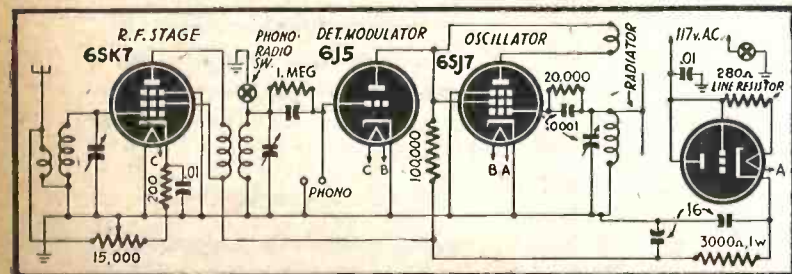 R.F. STAGE
6SK7
PHONO-
RADIO
SW.
1. MEG
DET. MODULATOR
6J5
OSCILLATOR
6SJ7
20,000
.0001
RADIATOR
117v. A.C.
.01
280Ω
LINE RESISTOR
C
200
.01
PHONO
C B
100,000
B A
A
16
15,000
3000Ω, 1w